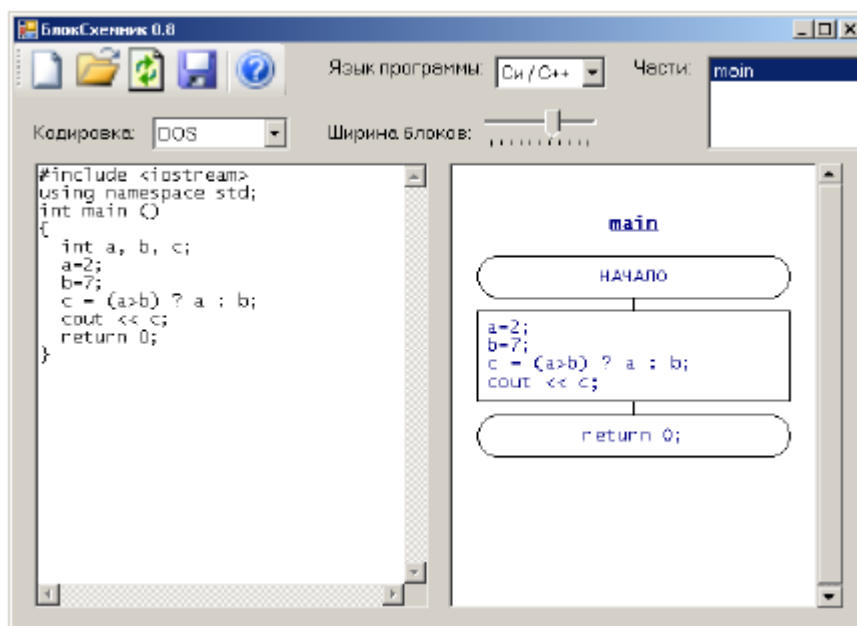 БлокСхемник 0.8
Язык программы: Си / C++ Части: main
Кодировка: DOS Ширина блоков:
#include <iostream>
using namespace std;
int main ()
{
int a, b, c;
a=2;
b=7;
c = (a>b) ? a : b;
cout << c;
return 0;
}
main
НАЧАЛО
a=2;
b=7;
c = (a>b) ? a : b;
cout << c;
return 0;